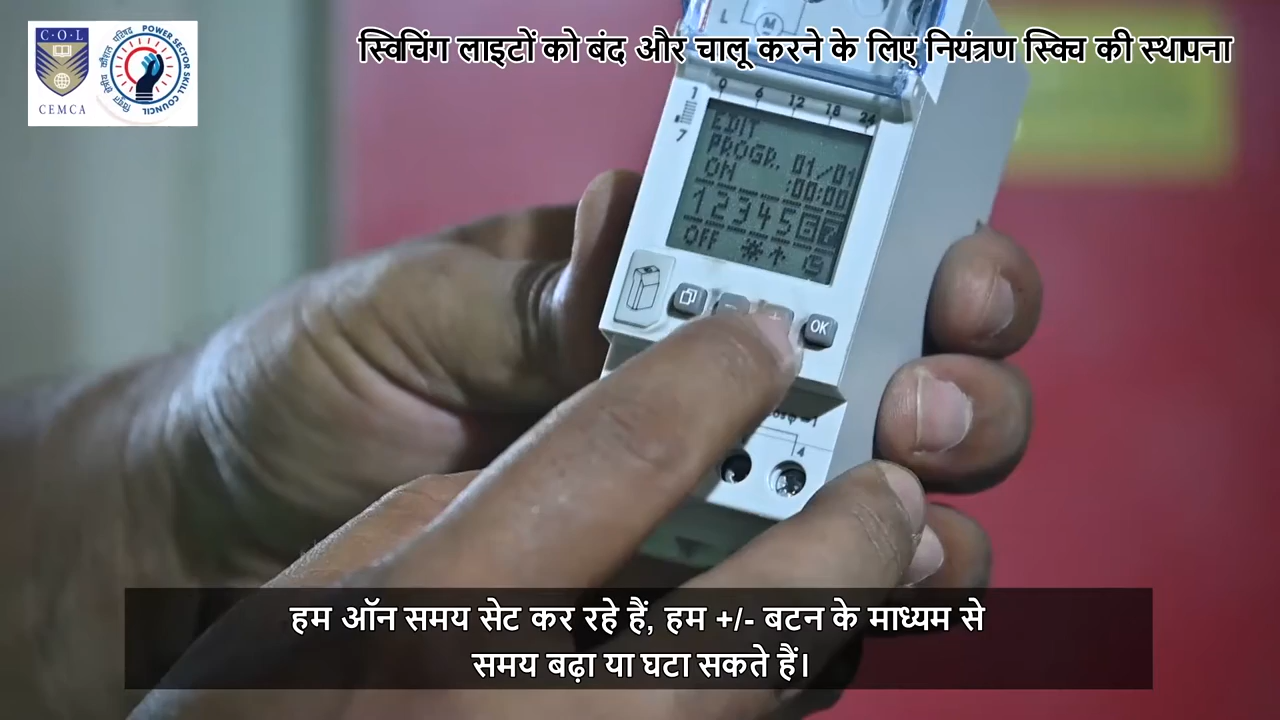 स्विचिंग लाइटों को बंद और चालू करने के लिए नियंत्रण स्विच की स्थापना
C·O·L
CEMCA
POWER SECTOR SKILL COUNCIL
L
M
0 6 12 18 24
1
7
EDIT
PROGR. 01/01
ON :00:00
1234567
OFF
- +
OK
4
हम ऑन समय सेट कर रहे हैं, हम +/- बटन के माध्यम से
समय बढ़ा या घटा सकते हैं।